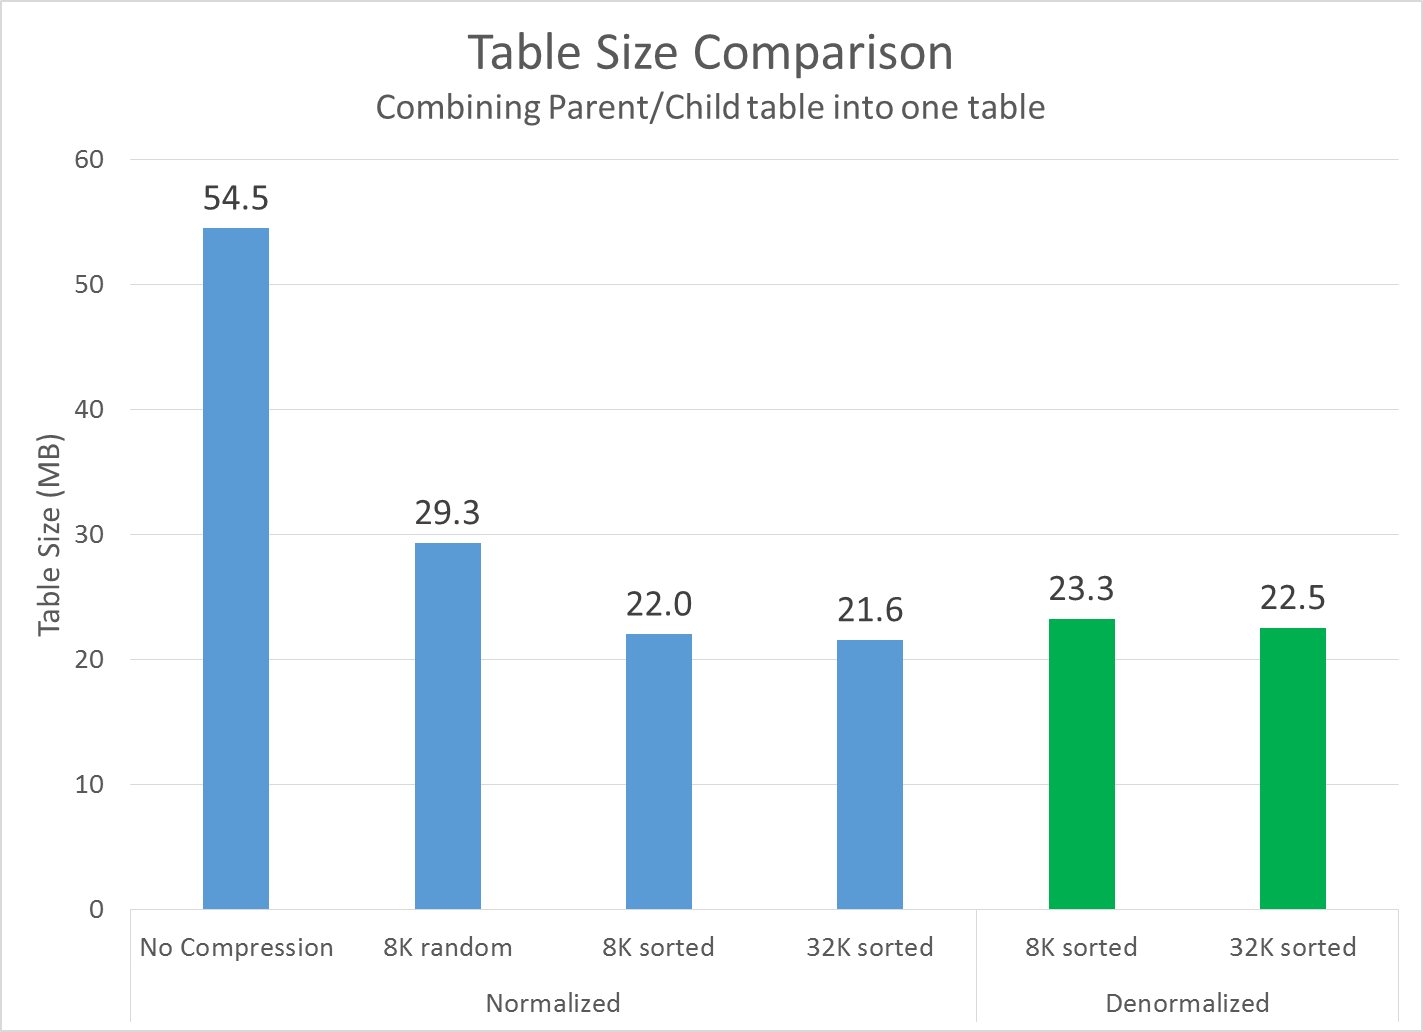 Table Size Comparison
Combining Parent/Child table into one table
Table Size (MB)
60
50
40
30
20
10
0
54.5
29.3
22.0
21.6
23.3
22.5
No Compression
8K random
8K sorted
32K sorted
8K sorted
32K sorted
Normalized
Denormalized